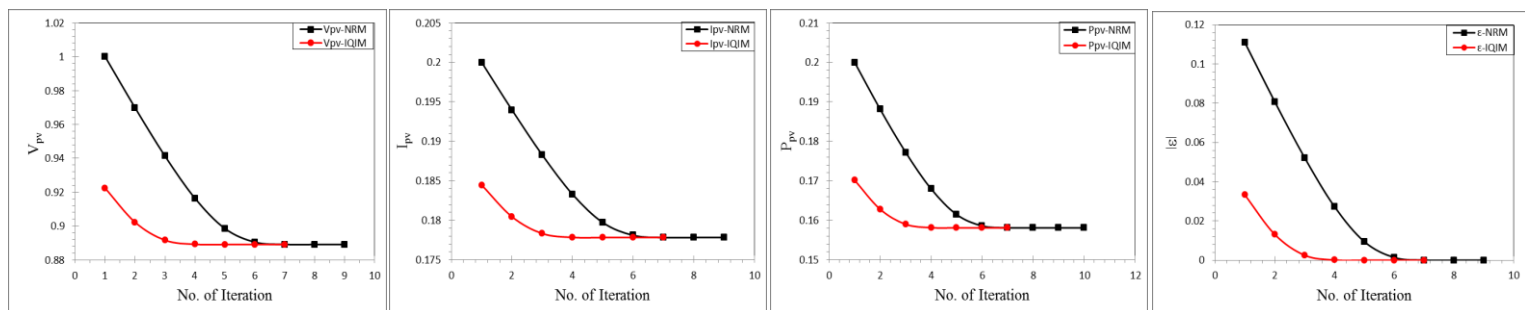 1.02
1
0.98
0.96
0.94
0.92
0.9
0.88
V_pv
0 1 2 3 4 5 6 7 8 9 10
No. of Iteration
Vpv-NRM
Vpv-IQIM
0.205
0.2
0.195
0.19
0.185
0.18
0.175
I_pv
0 2 4 6 8 10
No. of Iteration
Ipv-NRM
Ipv-IQIM
0.21
0.2
0.19
0.18
0.17
0.16
0.15
P_pv
0 2 4 6 8 10 12
No. of Iteration
Ppv-NRM
Ppv-IQIM
0.12
0.1
0.08
0.06
0.04
0.02
0
|ε|
0 2 4 6 8 10
No. of Iteration
ε-NRM
ε-IQIM